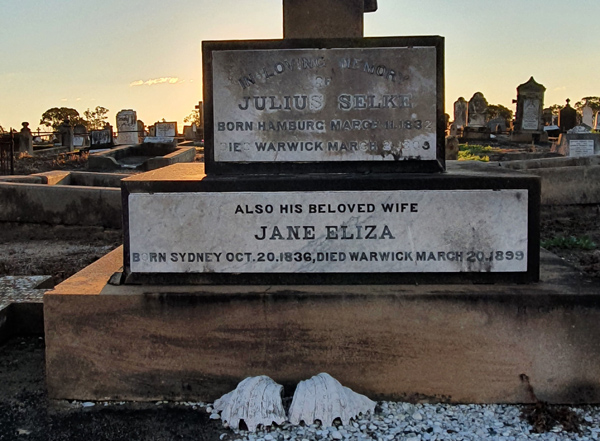 IN LOVING MEMORY
OF
JULIUS SELKE
BORN HAMBURG MARCH 11. 1832
DIED WARWICK MARCH
ALSO HIS BELOVED WIFE
JANE ELIZA
BORN SYDNEY OCT. 20. 1836, DIED WARWICK MARCH 20. 1899